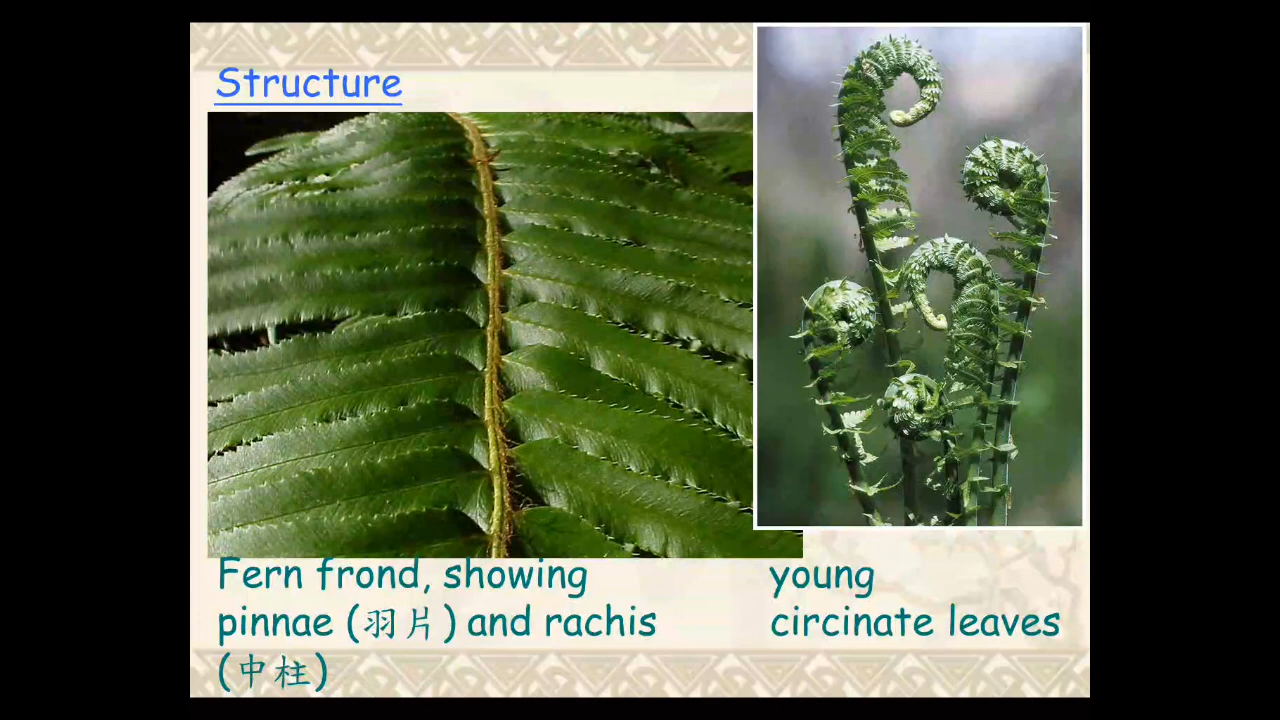 Structure
Fern frond, showing
pinnae (羽片) and rachis
(中柱)
young
circinate leaves